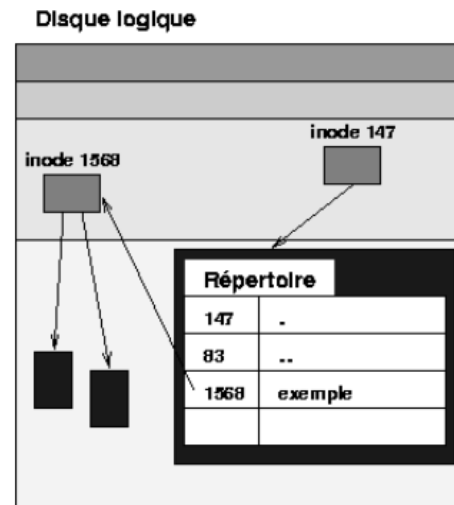 Disque logique
inode 147
inode 1568
Répertoire
147 .
83 ..
1568 exemple